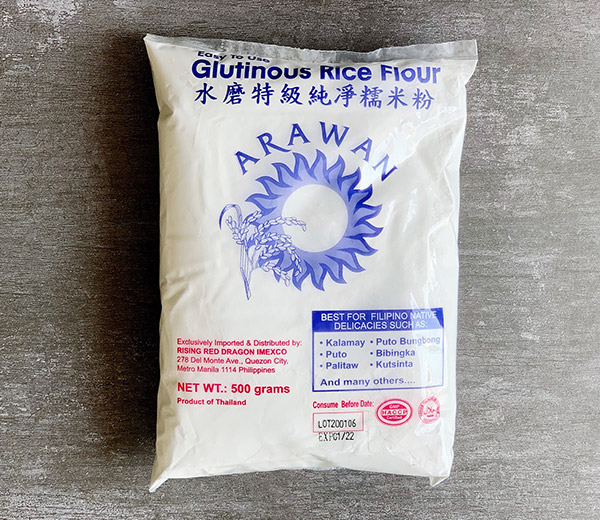 Easy To Use
Glutinous Rice Flour
水磨特級純淨糯米粉
ARAWAN
BEST FOR FILIPINO NATIVE
DELICACIES SUCH AS:
• Kalamay • Puto Bungbong
• Puto • Bibingka
• Palitaw • Kutsinta
And many others....
Exclusively Imported & Distributed by:
RISING RED DRAGON IMEXCO
278 Del Monte Ave., Quezon City,
Metro Manila 1114 Philippines
NET WT.: 500 grams
Product of Thailand
Consume Before Date:
LOT200106
EXP01/22
GMP
HACCP
Certified